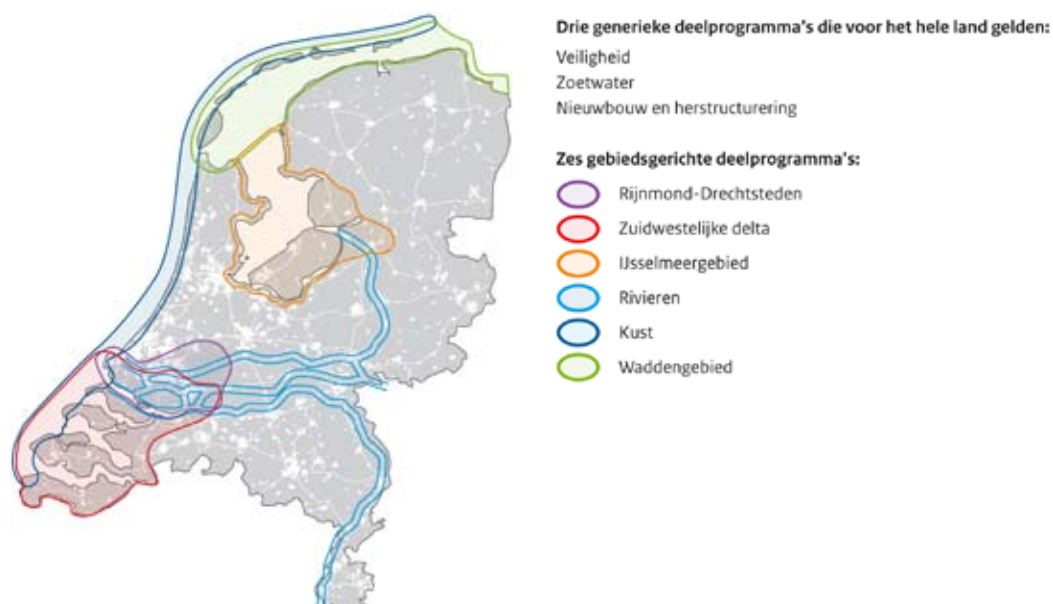 Drie generieke deelprogramma's die voor het hele land gelden:
Veiligheid
Zoetwater
Nieuwbouw en herstructurering
Zes gebiedsgerichte deelprogramma's:
Rijnmond-Drechtsteden
Zuidwestelijke delta
IJsselmeergebied
Rivieren
Kust
Waddengebied